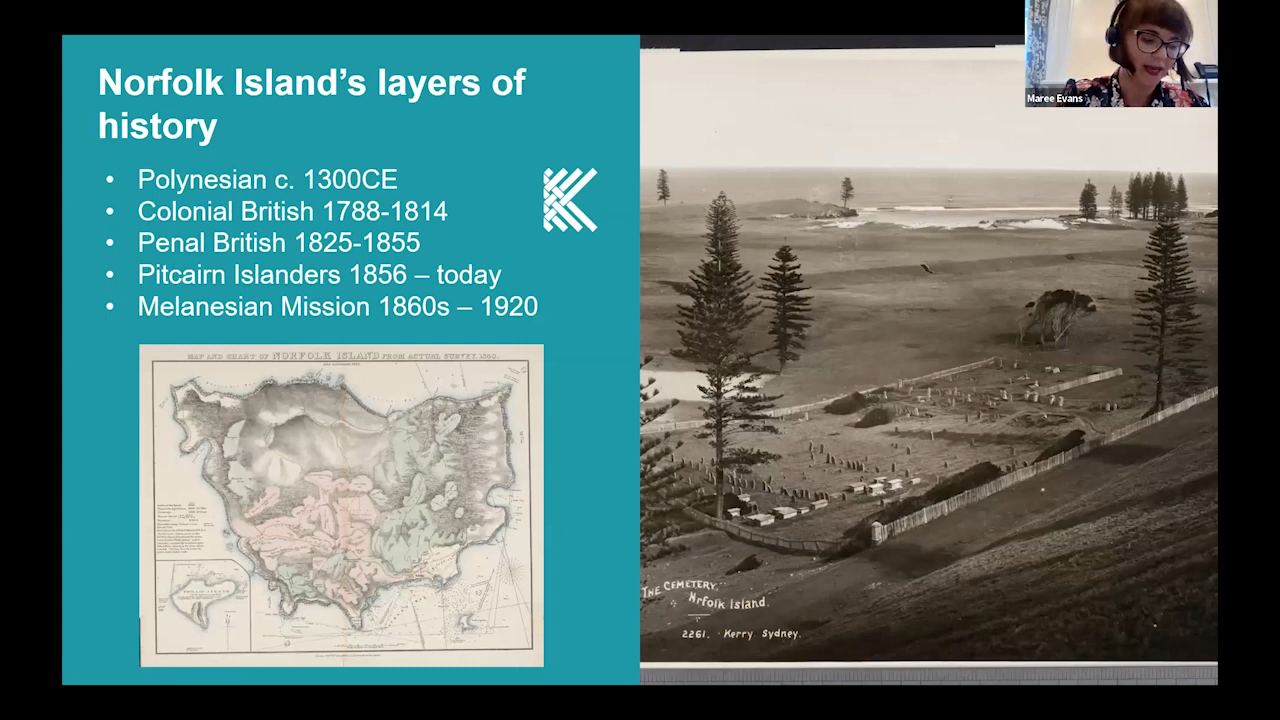 Norfolk Island’s layers of
history
• Polynesian c. 1300CE
• Colonial British 1788-1814
• Penal British 1825-1855
• Pitcairn Islanders 1856 – today
• Melanesian Mission 1860s – 1920
MAP AND CHART OF NORFOLK ISLAND FROM ACTUAL SURVEY, 1840.
THE CEMETERY,
Nrfolk Island.
2261. Kerry Sydney.
Maree Evans